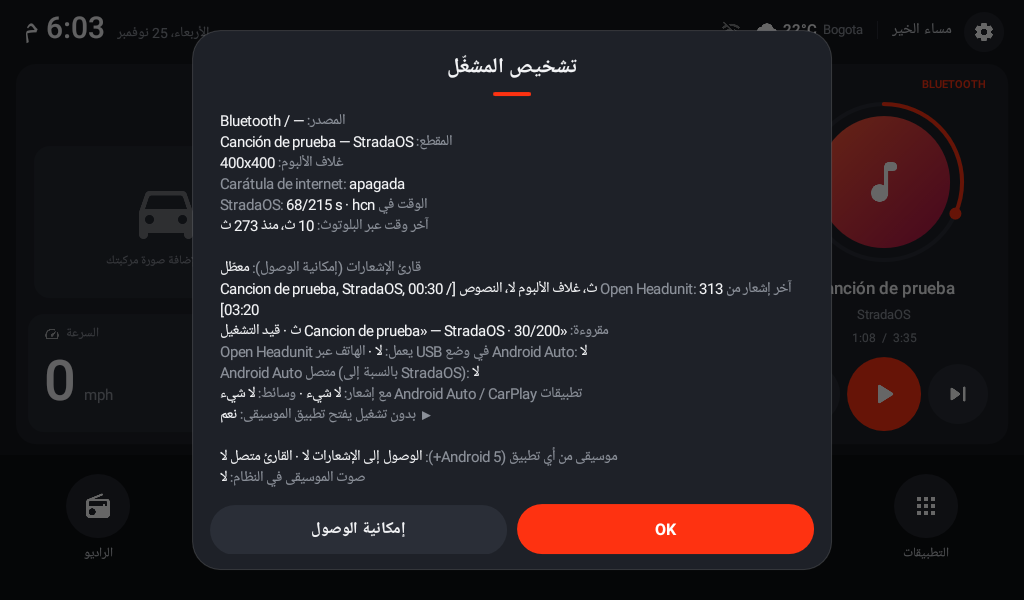 6:03 م
الأربعاء، 25 نوفمبر
22°C Bogota
مساء الخير
تشخيص المشغّل
المصدر: Bluetooth / —
المقطع: Canción de prueba — StradaOS
غلاف الألبوم: 400x400
Carátula de internet: apagada
الوقت في StradaOS: 68/215 s · hcn
آخر وقت عبر البلوتوث: 10 ث، منذ 273 ث
قارئ الإشعارات (إمكانية الوصول): معطل
آخر إشعار من Open Headunit: 313 ث، غلاف الألبوم لا، النصوص [Cancion de prueba, StradaOS, 00:30 /
03:20]
مقروءة: «Cancion de prueba» — StradaOS · 30/200 ث · قيد التشغيل
Android Auto في وضع USB يعمل: لا · الهاتف عبر Open Headunit: لا
Android Auto متصل (بالنسبة إلى StradaOS): لا
تطبيقات Android Auto / CarPlay مع إشعار: لا شيء · وسائط: لا شيء
▶ بدون تشغيل يفتح تطبيق الموسيقى: نعم
موسيقى من أي تطبيق (Android 5+): الوصول إلى الإشعارات لا · القارئ متصل لا
صوت الموسيقى في النظام: لا
إمكانية الوصول
OK
إضافة صورة مركبتك
السرعة
0 mph
BLUETOOTH
nción de prueba
StradaOS
1:08 / 3:35
الراديو
التطبيقات